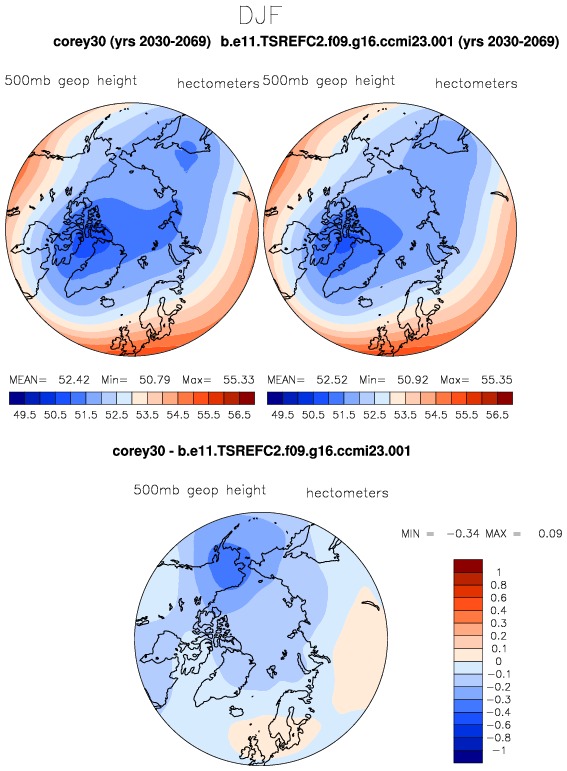 DJF
corey30 (yrs 2030-2069) b.e11.TSREFC2.f09.g16.ccmi23.001 (yrs 2030-2069)
500mb geop height hectometers 500mb geop height hectometers
MEAN= 52.42 Min= 50.79 Max= 55.33 MEAN= 52.52 Min= 50.92 Max= 55.35
49.5 50.5 51.5 52.5 53.5 54.5 55.5 56.5 49.5 50.5 51.5 52.5 53.5 54.5 55.5 56.5
corey30 - b.e11.TSREFC2.f09.g16.ccmi23.001
500mb geop height hectometers
MIN = -0.34 MAX = 0.09
1
0.8
0.6
0.4
0.3
0.2
0.1
0
-0.1
-0.2
-0.3
-0.4
-0.6
-0.8
-1